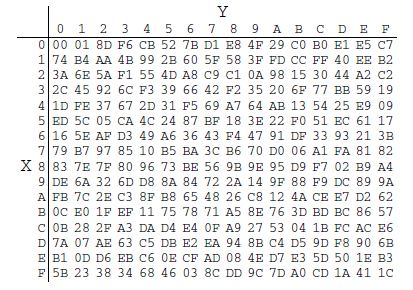 Y
0 1 2 3 4 5 6 7 8 9 A B C D E F
0 00 01 8D F6 CB 52 7B D1 E8 4F 29 C0 B0 E1 E5 C7
1 74 B4 AA 4B 99 2B 60 5F 58 3F FD CC FF 40 EE B2
2 3A 6E 5A F1 55 4D A8 C9 C1 0A 98 15 30 44 A2 C2
3 2C 45 92 6C F3 39 66 42 F2 35 20 6F 77 BB 59 19
4 1D FE 37 67 2D 31 F5 69 A7 64 AB 13 54 25 E9 09
5 ED 5C 05 CA 4C 24 87 BF 18 3E 22 F0 51 EC 61 17
6 16 5E AF D3 49 A6 36 43 F4 47 91 DF 33 93 21 3B
7 79 B7 97 85 10 B5 BA 3C B6 70 D0 06 A1 FA 81 82
X 8 83 7E 7F 80 96 73 BE 56 9B 9E 95 D9 F7 02 B9 A4
9 DE 6A 32 6D D8 8A 84 72 2A 14 9F 88 F9 DC 89 9A
A FB 7C 2E C3 8F B8 65 48 26 C8 12 4A CE E7 D2 62
B 0C E0 1F EF 11 75 78 71 A5 8E 76 3D BD BC 86 57
C 0B 28 2F A3 DA D4 E4 0F A9 27 53 04 1B FC AC E6
D 7A 07 AE 63 C5 DB E2 EA 94 8B C4 D5 9D F8 90 6B
E B1 0D D6 EB C6 0E CF AD 08 4E D7 E3 5D 50 1E B3
F 5B 23 38 34 68 46 03 8C DD 9C 7D A0 CD 1A 41 1C